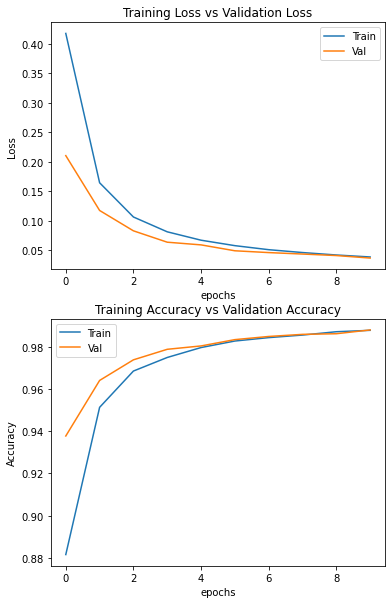 Training Loss vs Validation Loss
Train
Val
0.40
0.35
0.30
0.25
0.20
0.15
0.10
0.05
Loss
0 2 4 6 8
epochs
Training Accuracy vs Validation Accuracy
Train
Val
0.98
0.96
0.94
0.92
0.90
0.88
Accuracy
0 2 4 6 8
epochs